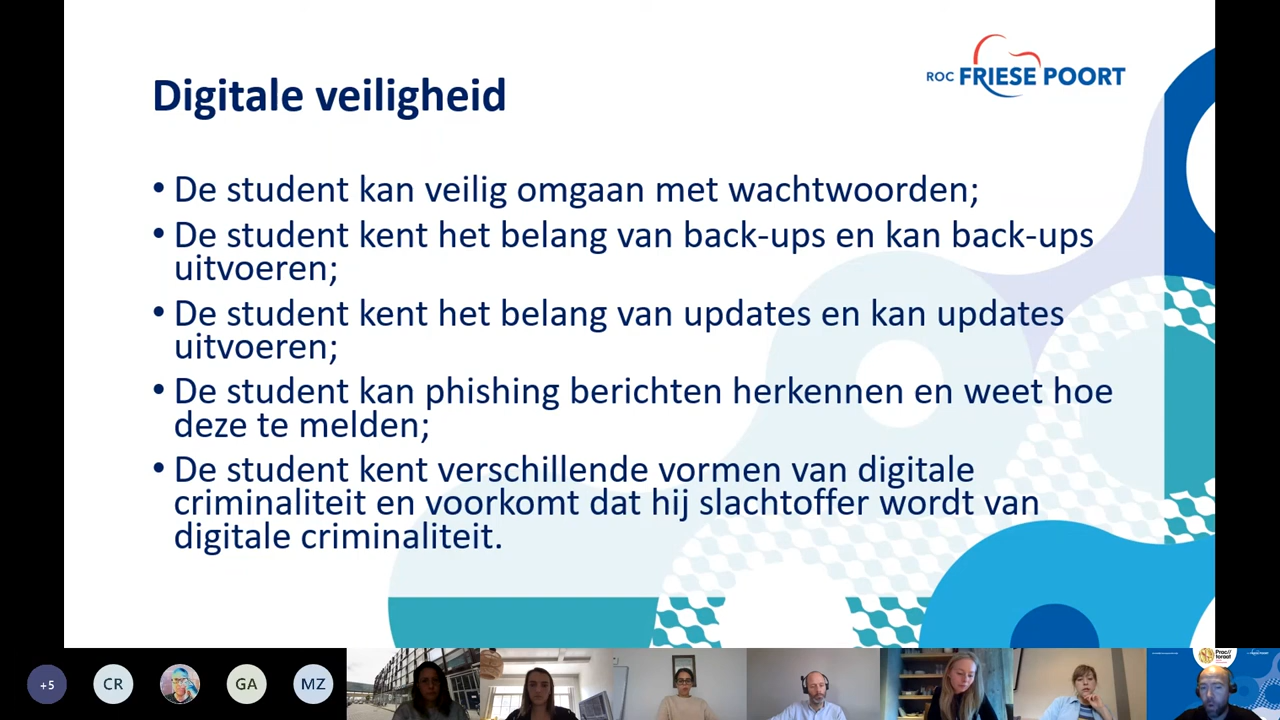 ROC FRIESE POORT
Digitale veiligheid
• De student kan veilig omgaan met wachtwoorden;
• De student kent het belang van back-ups en kan back-ups
uitvoeren;
• De student kent het belang van updates en kan updates
uitvoeren;
• De student kan phishing berichten herkennen en weet hoe
deze te melden;
• De student kent verschillende vormen van digitale
criminaliteit en voorkomt dat hij slachtoffer wordt van
digitale criminaliteit.
+5
CR
GA
MZ